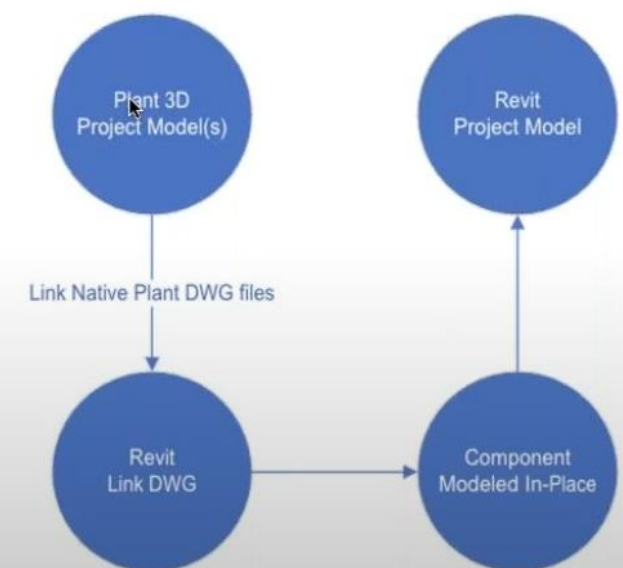 Plant 3D
Project Model(s)
Revit
Project Model
Link Native Plant DWG files
Revit
Link DWG
Component
Modeled In-Place